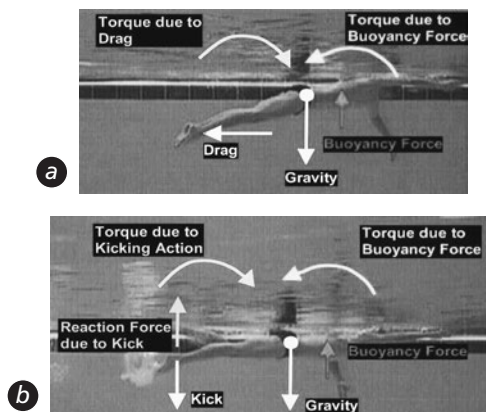 Torque due to
Drag
Torque due to
Buoyancy Force
Drag
Buoyancy Force
Gravity
a
Torque due to
Kicking Action
Torque due to
Buoyancy Force
Reaction Force
due to Kick
Buoyancy Force
Kick
Gravity
b